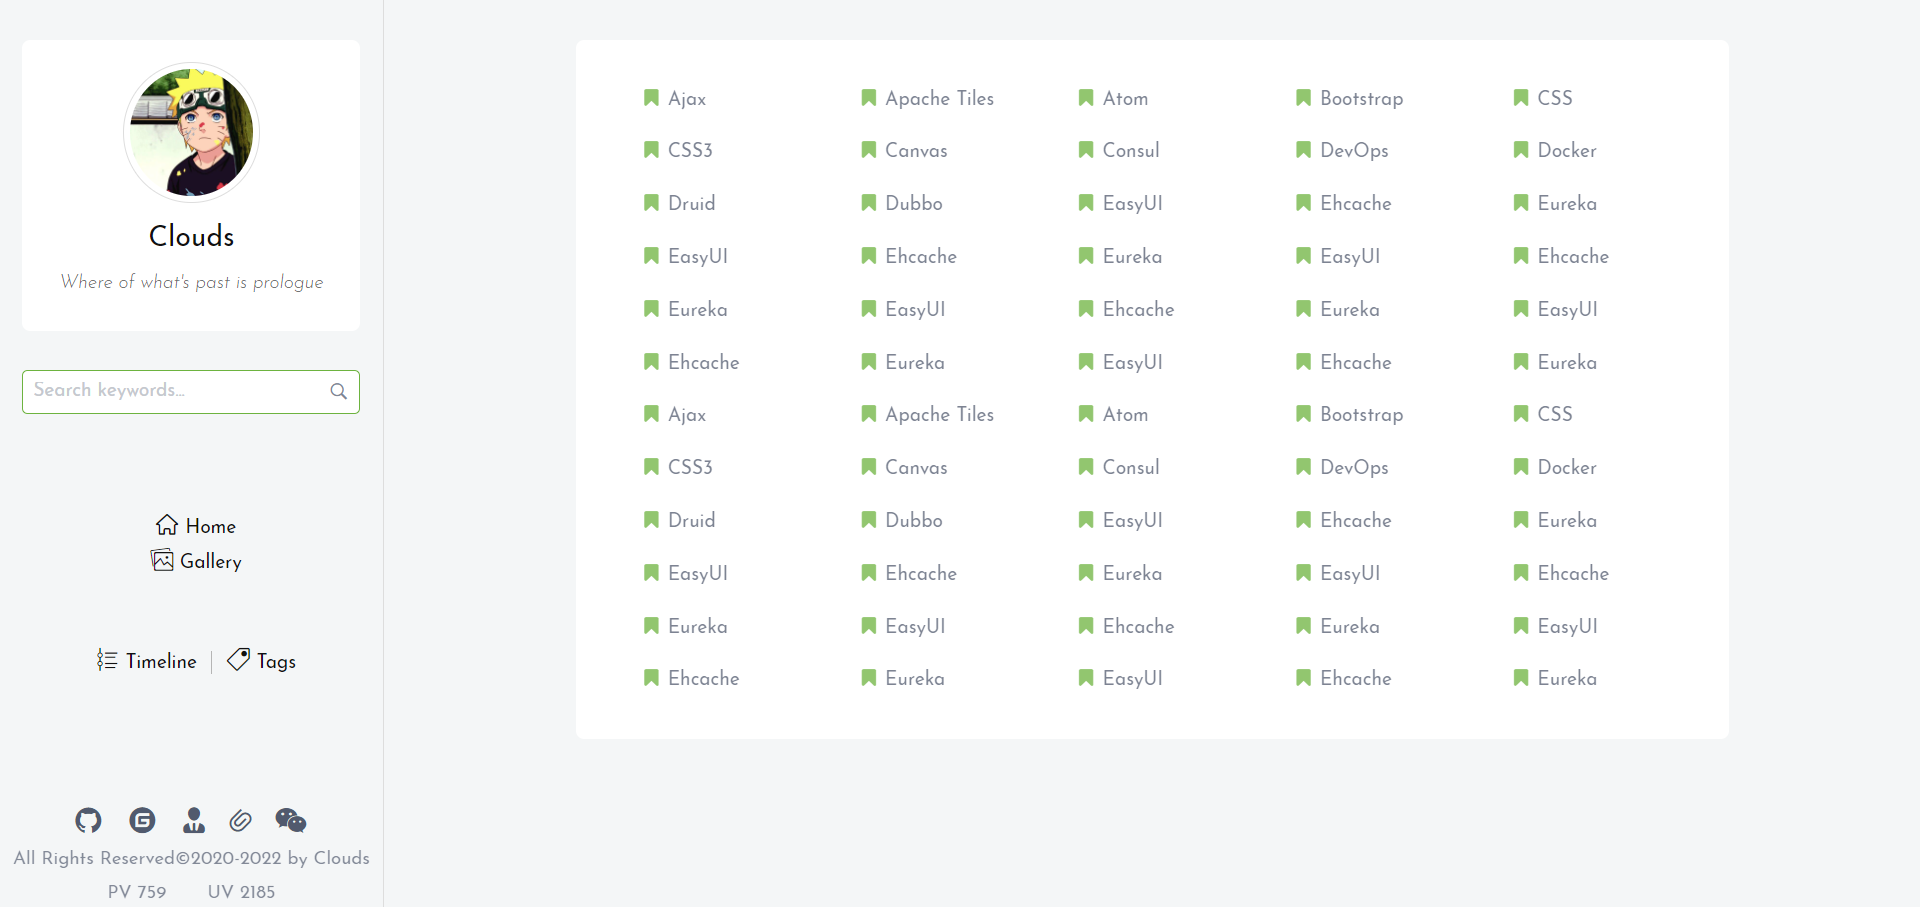 Clouds
Where of what's past is prologue
Search keywords...
Home
Gallery
Timeline | Tags
All Rights Reserved©2020-2022 by Clouds
PV 759 UV 2185
Ajax Apache Tiles Atom Bootstrap CSS
CSS3 Canvas Consul DevOps Docker
Druid Dubbo EasyUI Ehcache Eureka
EasyUI Ehcache Eureka EasyUI Ehcache
Eureka EasyUI Ehcache Eureka EasyUI
Ehcache Eureka EasyUI Ehcache Eureka
Ajax Apache Tiles Atom Bootstrap CSS
CSS3 Canvas Consul DevOps Docker
Druid Dubbo EasyUI Ehcache Eureka
EasyUI Ehcache Eureka EasyUI Ehcache
Eureka EasyUI Ehcache Eureka EasyUI
Ehcache Eureka EasyUI Ehcache Eureka